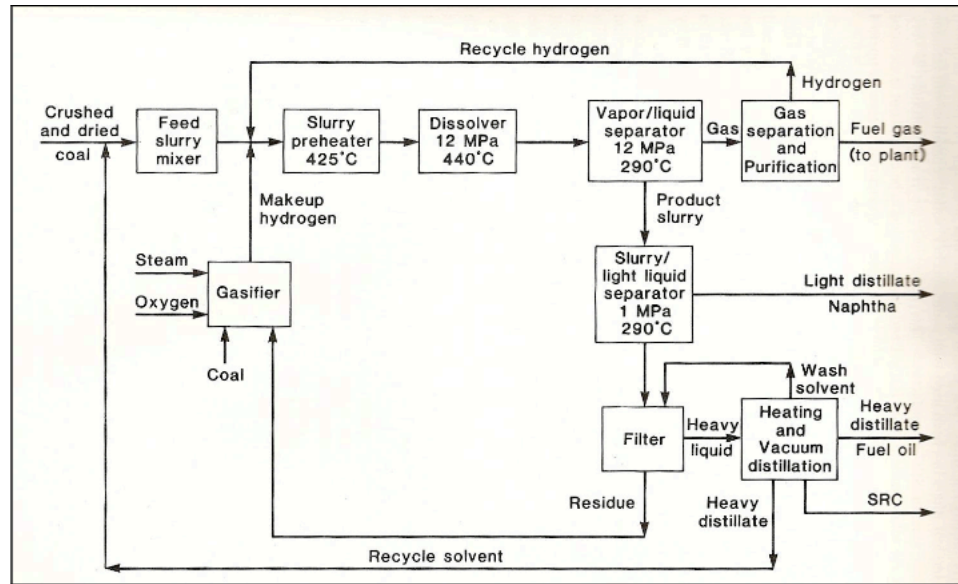 Recycle hydrogen
Hydrogen
Crushed
and dried
coal
Feed
slurry
mixer
Slurry
preheater
425°C
Dissolver
12 MPa
440°C
Vapor/liquid
separator
12 MPa
290°C
Gas
Gas
separation
and
Purification
Fuel gas
(to plant)
Makeup
hydrogen
Product
slurry
Steam
Oxygen
Gasifier
Coal
Slurry/
light liquid
separator
1 MPa
290°C
Light distillate
Naphtha
Wash
solvent
Filter
Heavy
liquid
Heating
and
Vacuum
distillation
Heavy
distillate
Fuel oil
Residue
Heavy
distillate
SRC
Recycle solvent